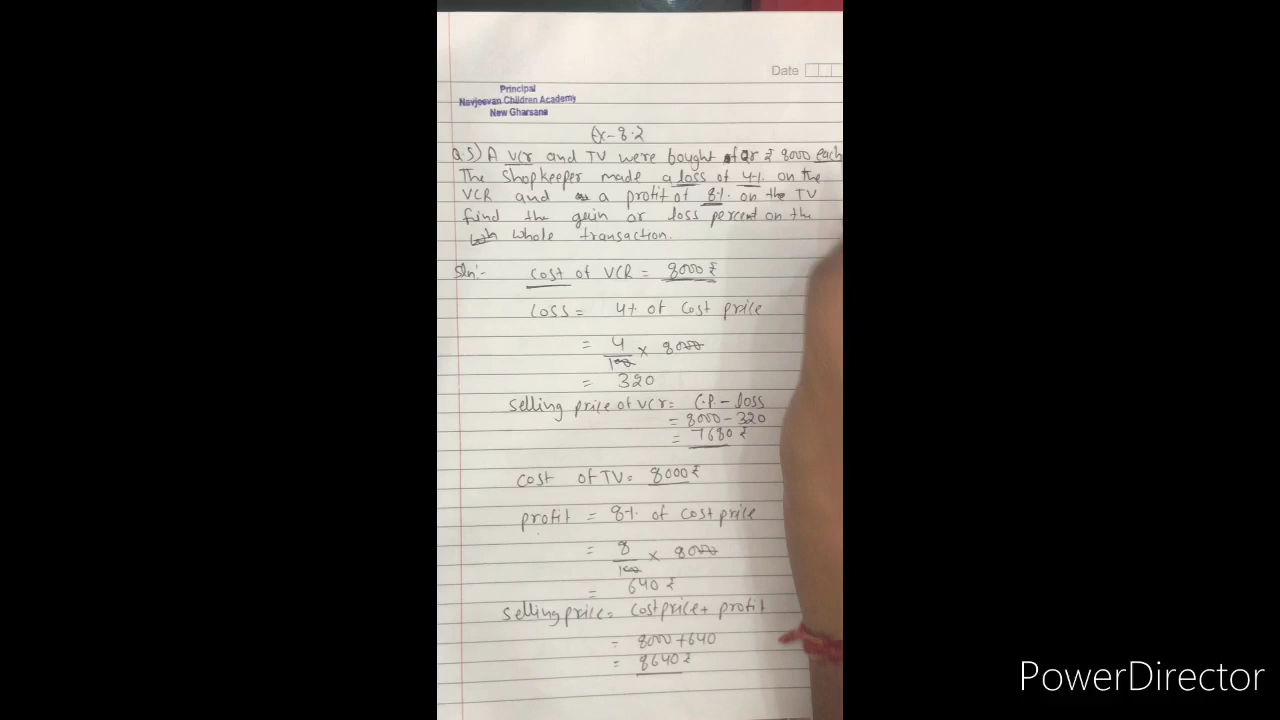 Date
Principal
Navjeevan Children Academy
New Gharsana
Ex-8.2
Q.5) A VCr and TV were bought for ₹ 8000 each
The Shopkeeper made a loss of 4% on the
VCR and a profit of 8% on the TV
find the gain or loss percent on the
whole transaction.
Sln:- cost of VCR = 8000 ₹
Loss = 4% of cost price
= 4/100 × 8000
= 320
Selling price of VCr = C.P. - loss
= 8000 - 320
= 7680 ₹
Cost of TV = 8000 ₹
profit = 8% of cost price
= 8/100 × 8000
= 640 ₹
Selling price = cost price + profit
= 8000 + 640
= 8640 ₹
PowerDirector